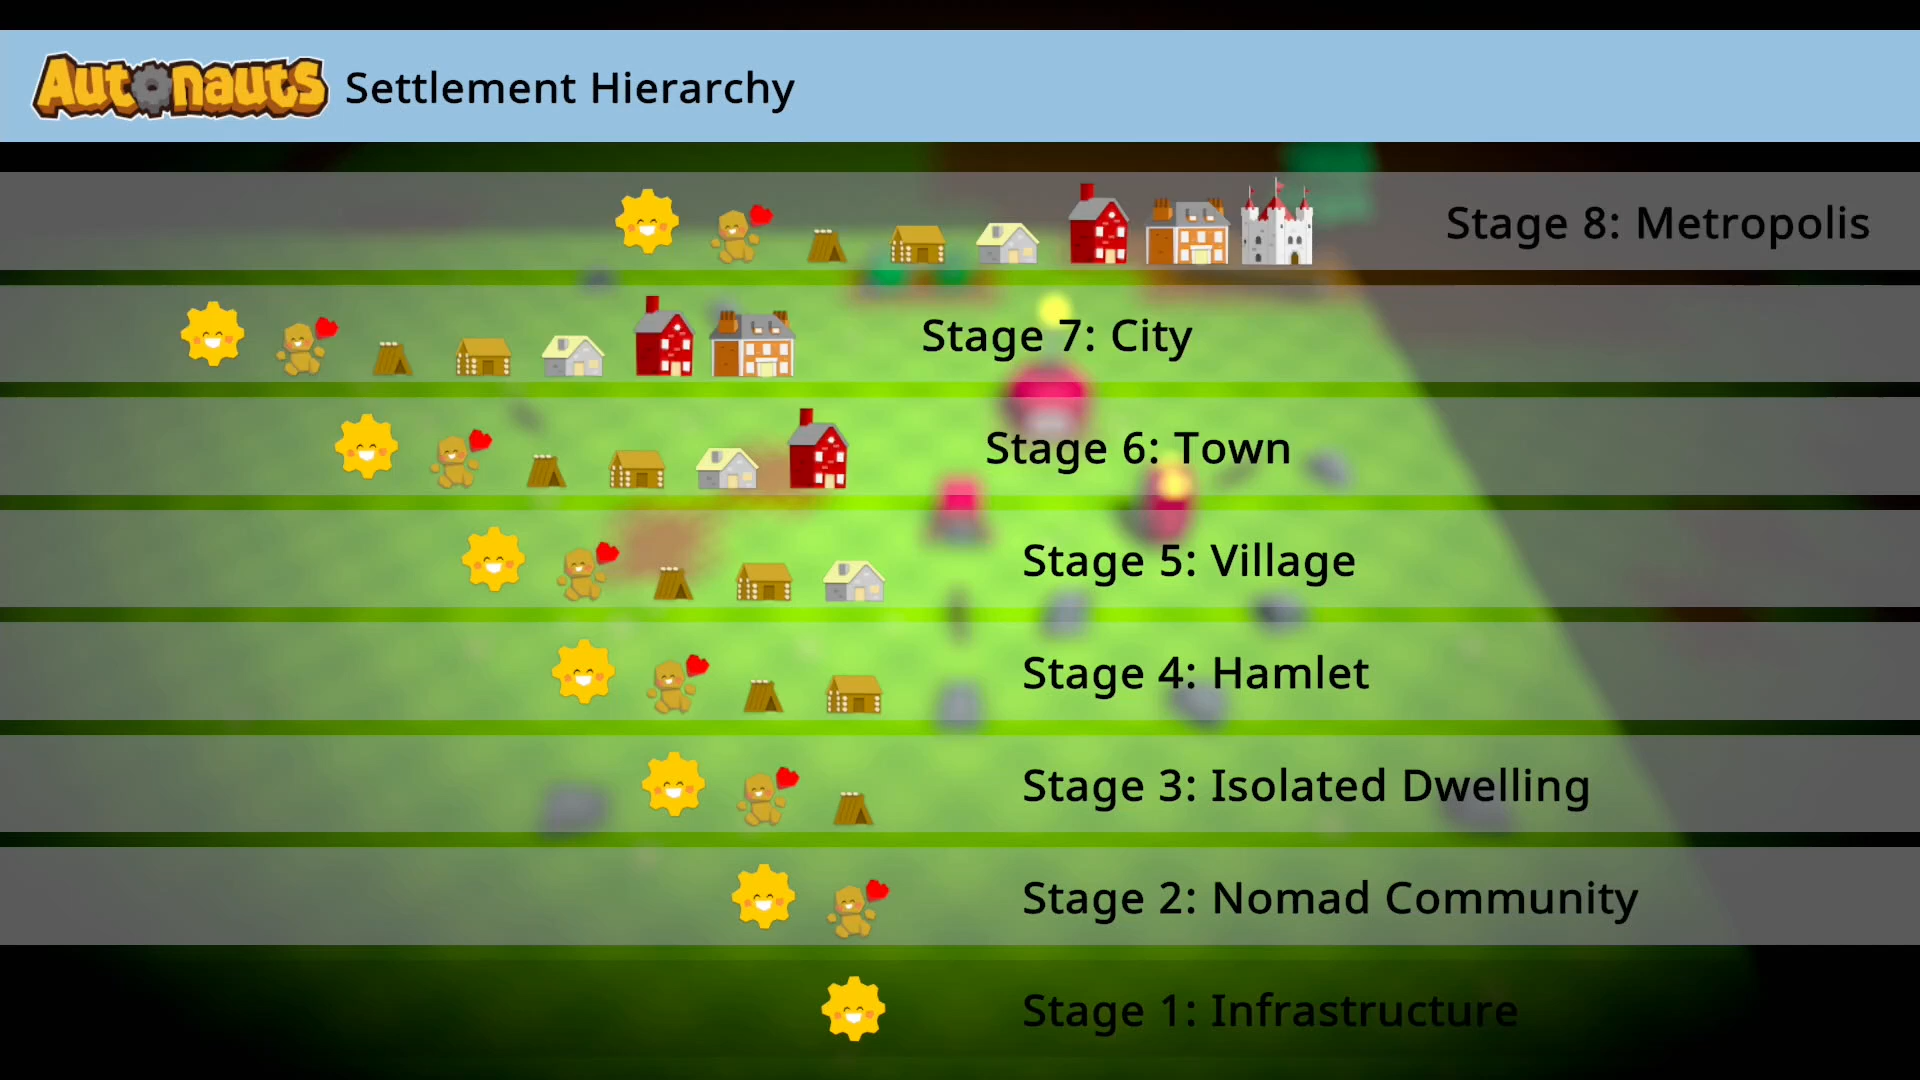 Autonauts Settlement Hierarchy
Stage 8: Metropolis
Stage 7: City
Stage 6: Town
Stage 5: Village
Stage 4: Hamlet
Stage 3: Isolated Dwelling
Stage 2: Nomad Community
Stage 1: Infrastructure